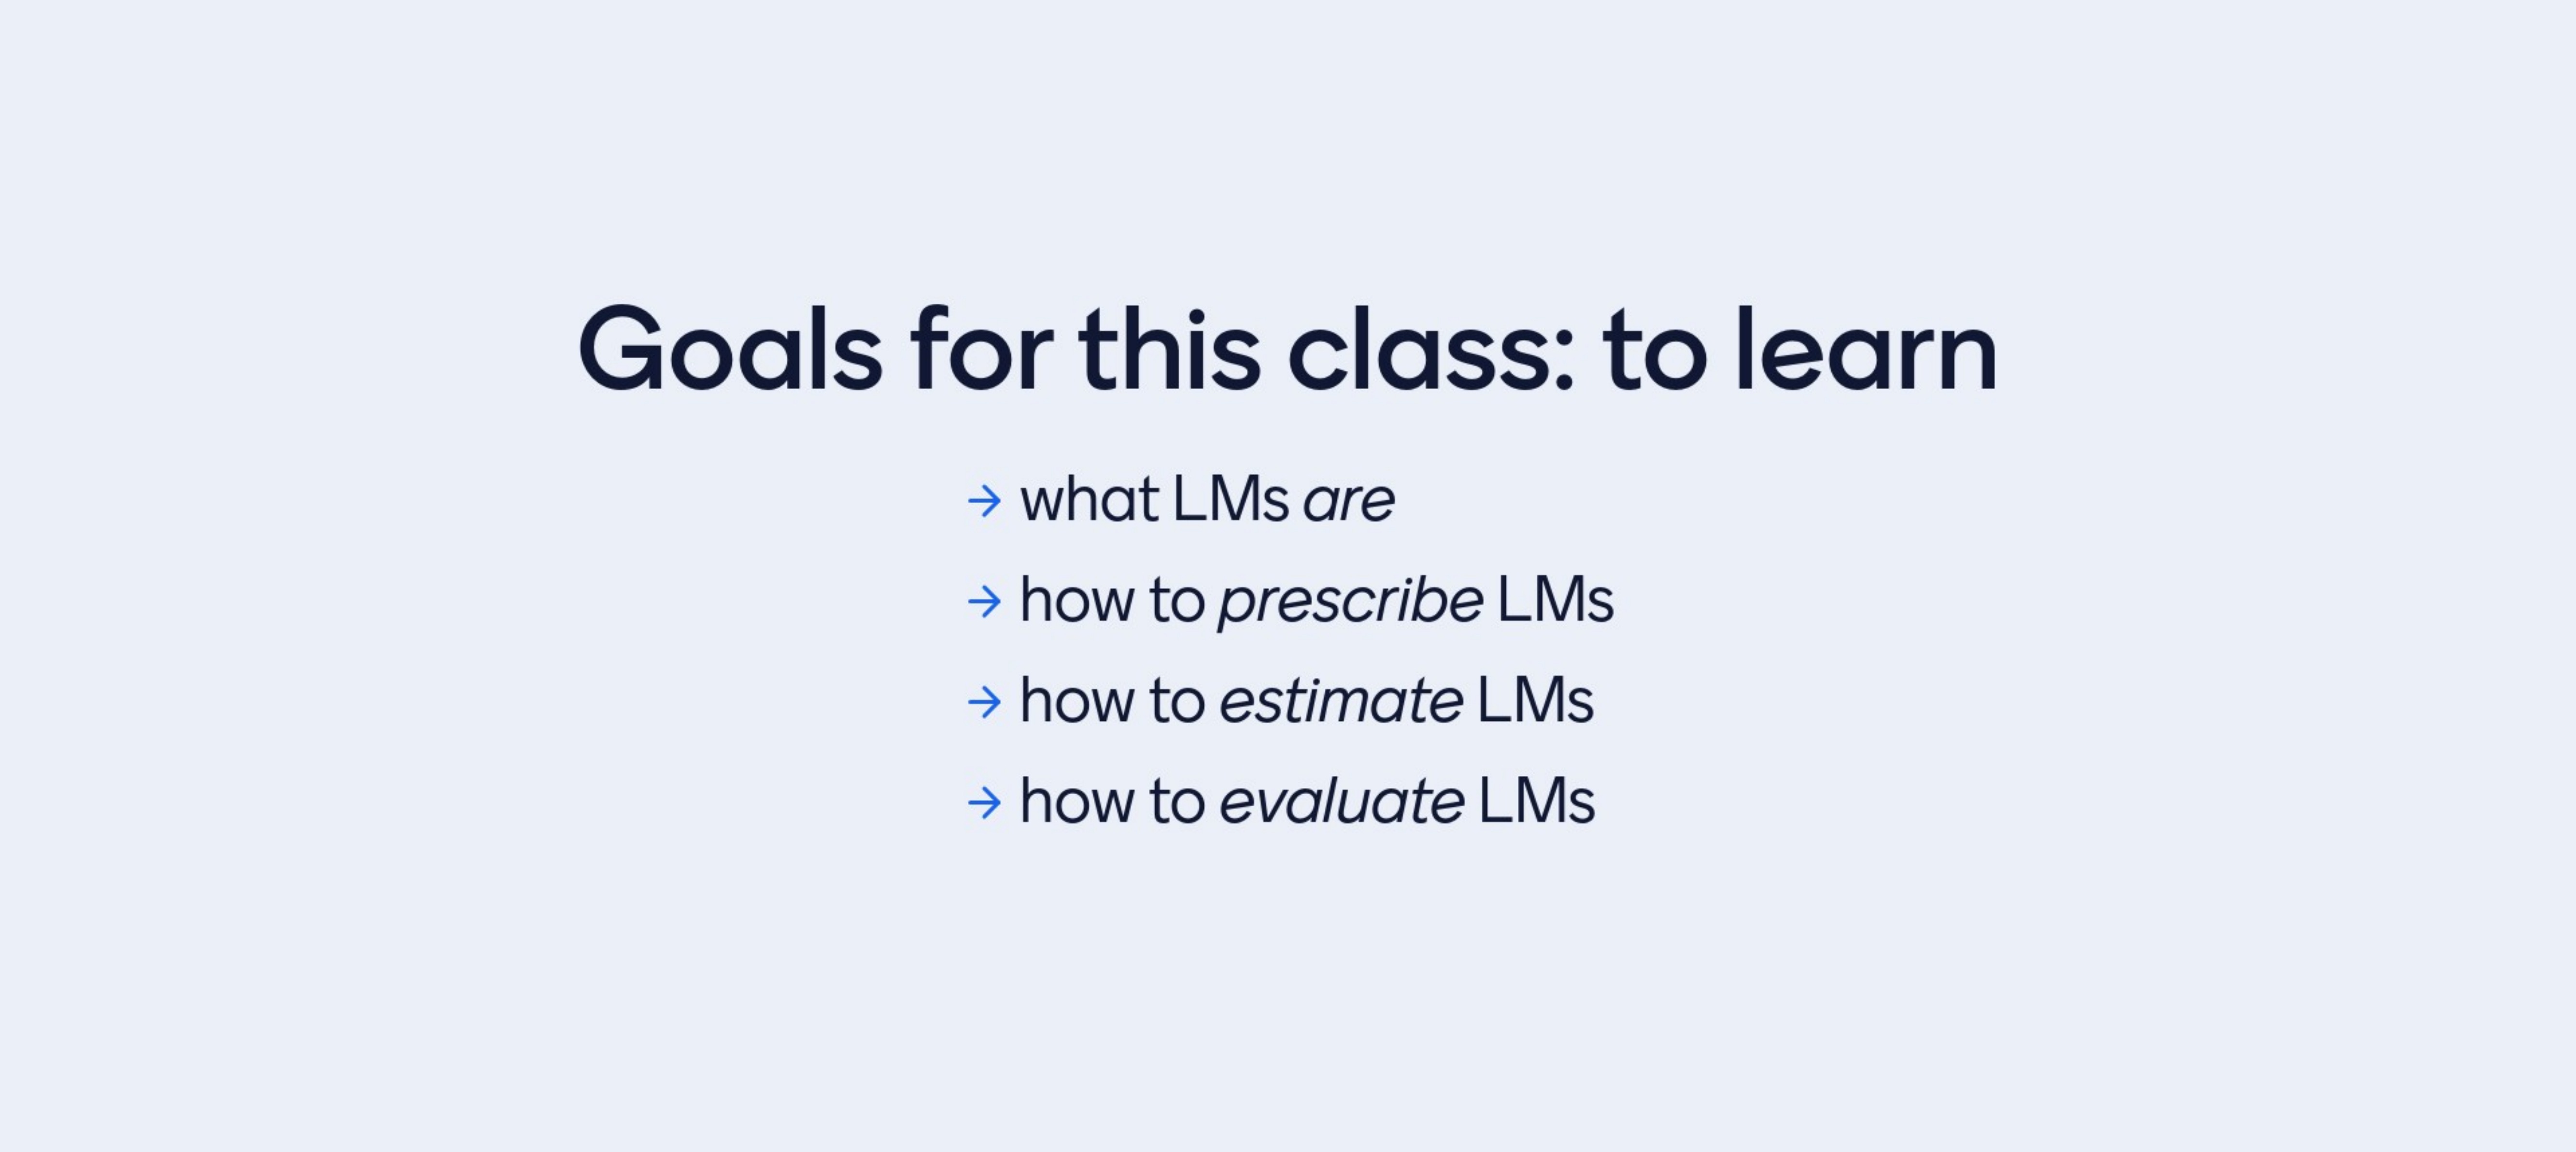 Goals for this class: to learn
→ what LMs are
→ how to prescribe LMs
→ how to estimate LMs
→ how to evaluate LMs